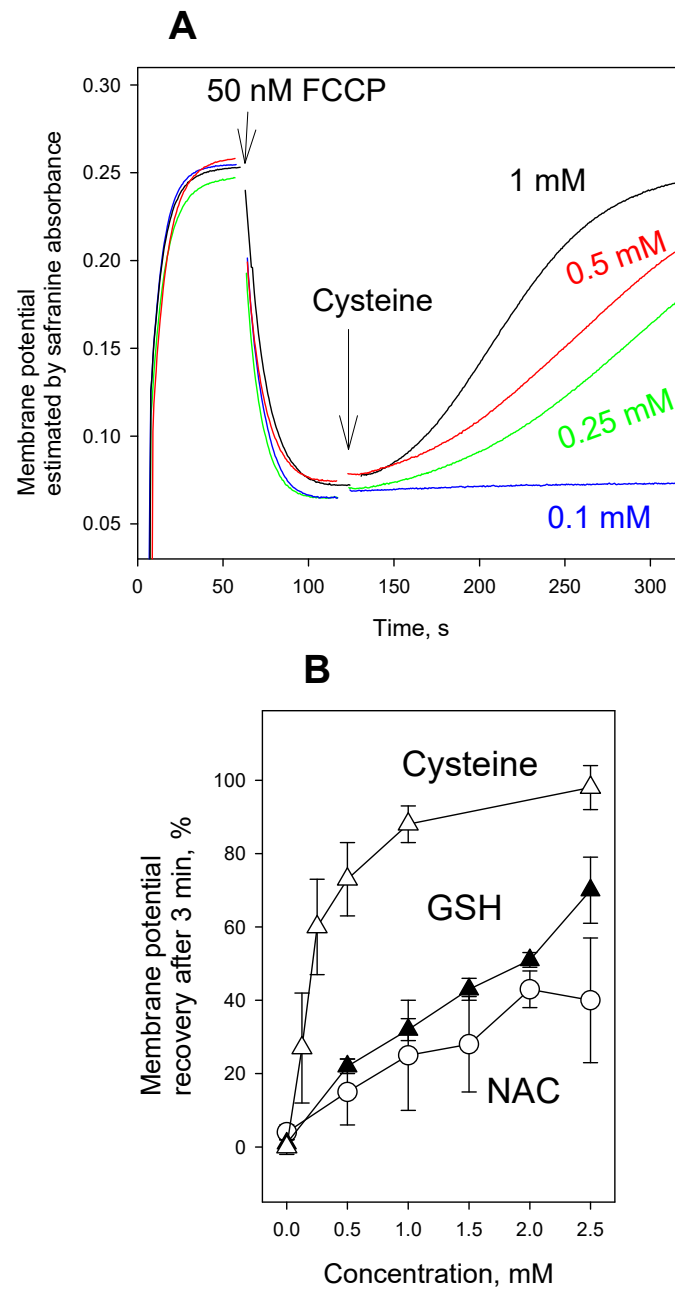 A
50 nM FCCP
1 mM
0.5 mM
Cysteine
0.25 mM
0.1 mM
Membrane potential
estimated by safranine absorbance
0.30
0.25
0.20
0.15
0.10
0.05
0 50 100 150 200 250 300
Time, s
B
Cysteine
GSH
NAC
Membrane potential
recovery after 3 min, %
100
80
60
40
20
0
0.0 0.5 1.0 1.5 2.0 2.5
Concentration, mM